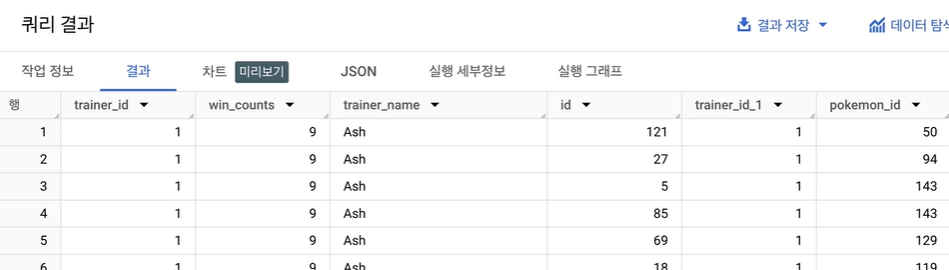 쿼리 결과
결과 저장 데이터 탐색
작업 정보 결과 차트 미리보기 JSON 실행 세부정보 실행 그래프
행 trainer_id win_counts trainer_name id trainer_id_1 pokemon_id
1 1 9 Ash 121 1 50
2 1 9 Ash 27 1 94
3 1 9 Ash 5 1 143
4 1 9 Ash 85 1 143
5 1 9 Ash 69 1 129
6 1 9 Ash 18 1 119